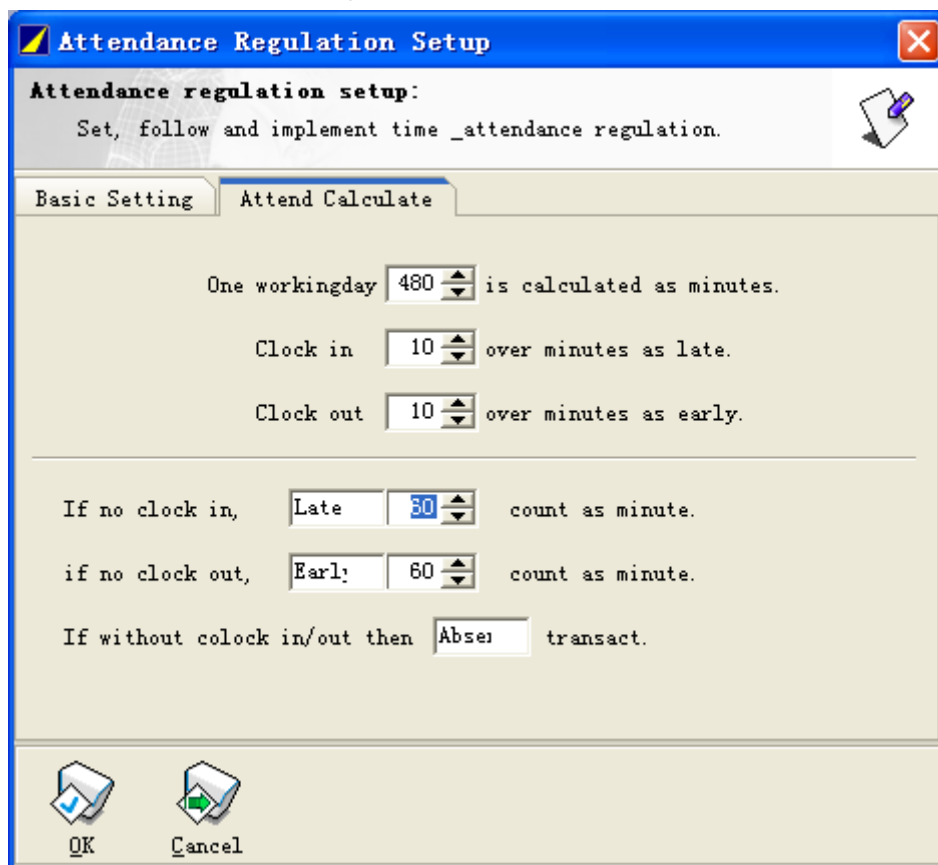 Attendance Regulation Setup
Attendance regulation setup:
Set, follow and implement time _attendance regulation.
Basic Setting Attend Calculate
One workingday 480 is calculated as minutes.
Clock in 10 over minutes as late.
Clock out 10 over minutes as early.
If no clock in, Late 60 count as minute.
if no clock out, Early 60 count as minute.
If without colock in/out then Absen transact.
OK Cancel